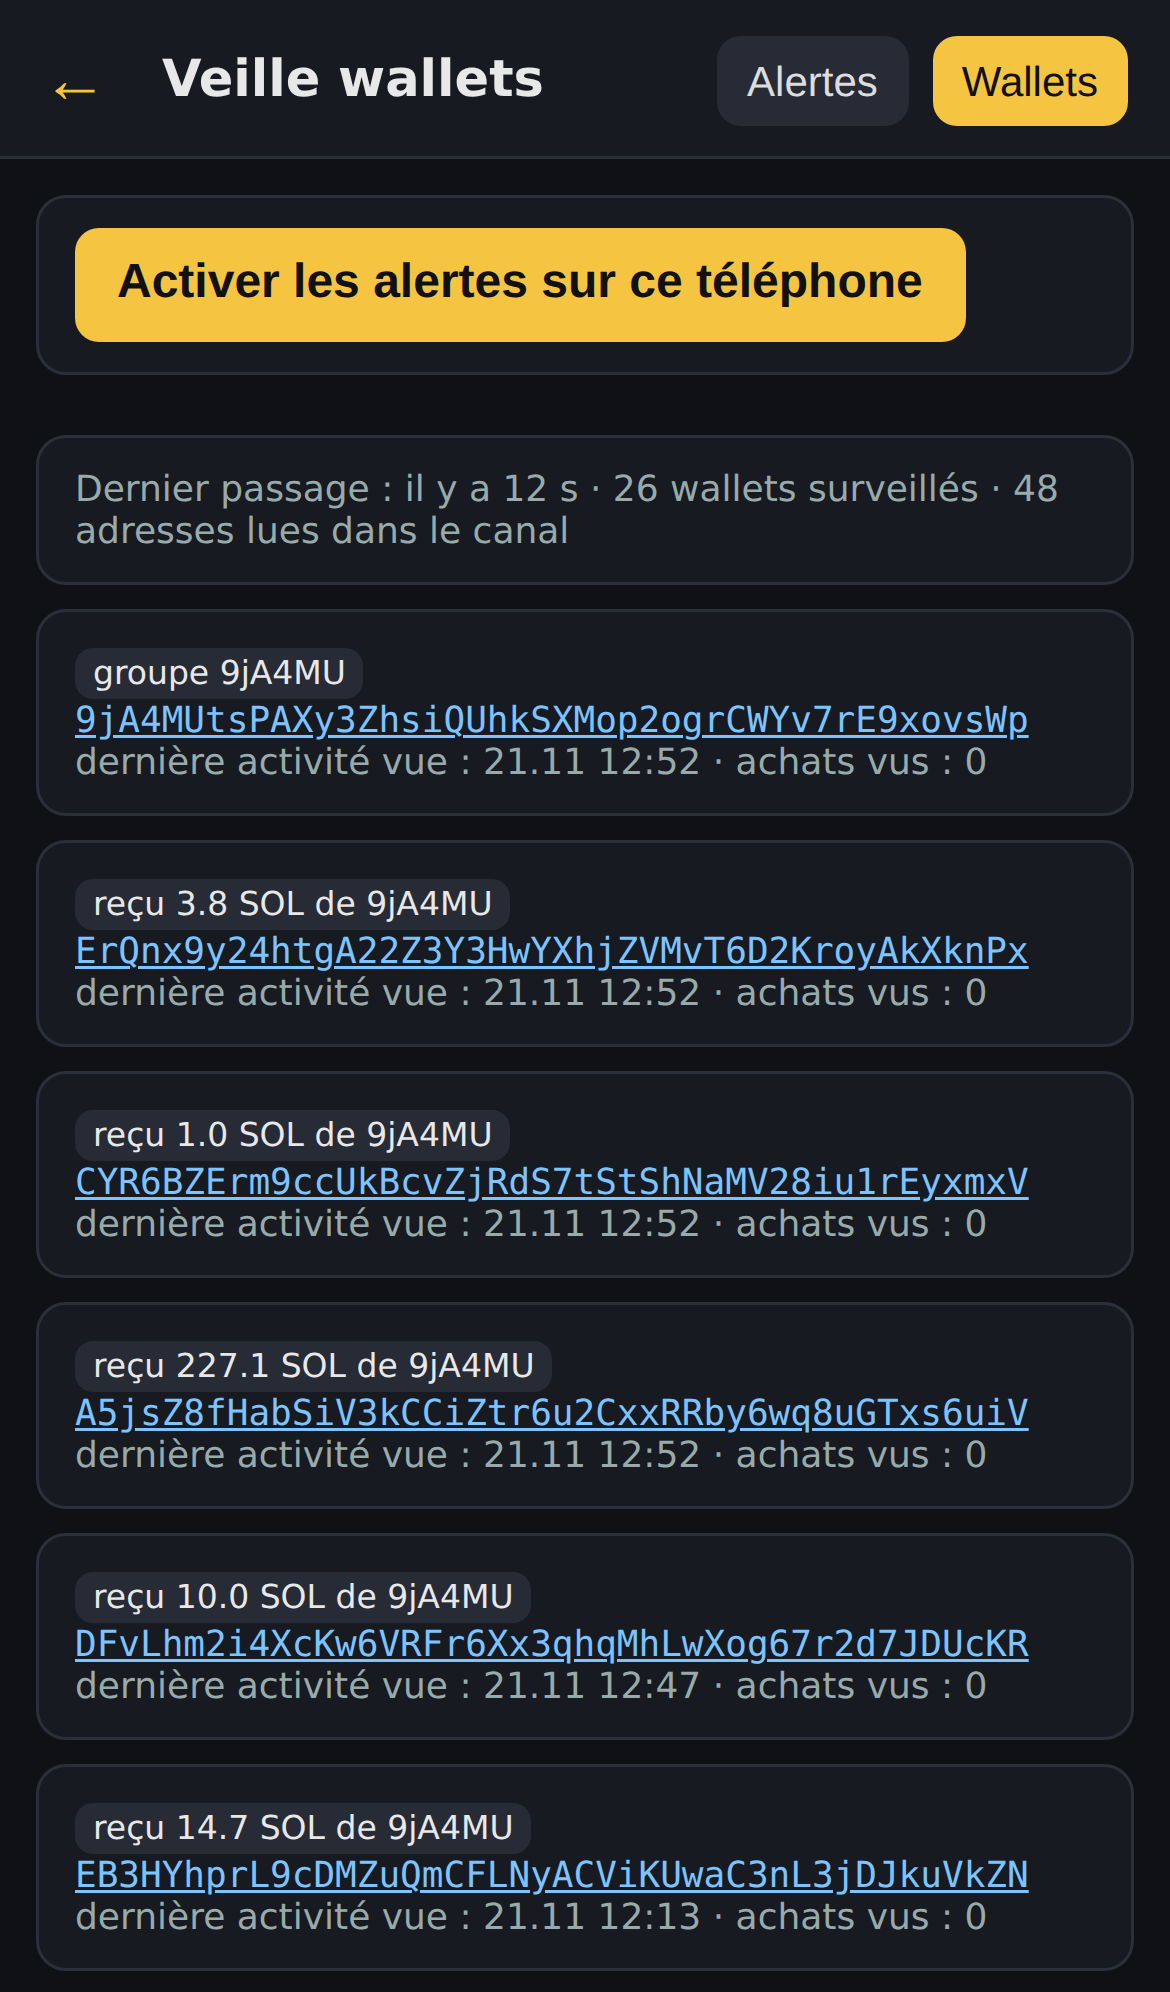 ← Veille wallets Alertes Wallets
Activer les alertes sur ce téléphone
Dernier passage : il y a 12 s · 26 wallets surveillés · 48
adresses lues dans le canal
groupe 9jA4MU
9jA4MUtsPAXy3ZhsiQUhkSXMop2ogrCWYv7rE9xovsWp
dernière activité vue : 21.11 12:52 · achats vus : 0
reçu 3.8 SOL de 9jA4MU
ErQnx9y24htgA22Z3Y3HwYXhjZVMvT6D2KroyAkXknPx
dernière activité vue : 21.11 12:52 · achats vus : 0
reçu 1.0 SOL de 9jA4MU
CYR6BZErm9ccUkBcvZjRdS7tStShNaMV28iu1rEyxmxV
dernière activité vue : 21.11 12:52 · achats vus : 0
reçu 227.1 SOL de 9jA4MU
A5jsZ8fHabSiV3kCCiZtr6u2CxxRRby6wq8uGTxs6uiV
dernière activité vue : 21.11 12:52 · achats vus : 0
reçu 10.0 SOL de 9jA4MU
DFvLhm2i4XcKw6VRFr6Xx3qhqMhLwXog67r2d7JDUcKR
dernière activité vue : 21.11 12:47 · achats vus : 0
reçu 14.7 SOL de 9jA4MU
EB3HYhprL9cDMZuQmCFLNyACViKUwaC3nL3jDJkuVkZN
dernière activité vue : 21.11 12:13 · achats vus : 0